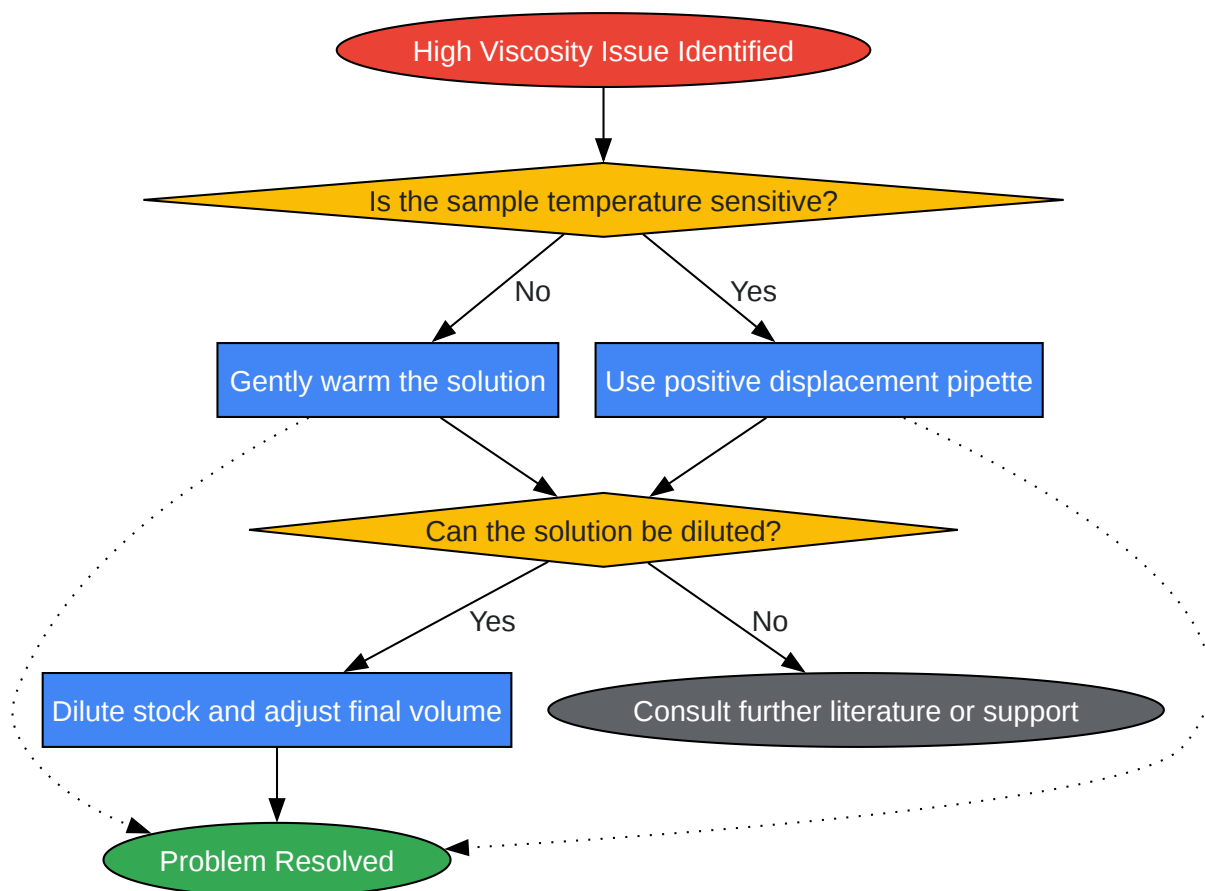 High Viscosity Issue Identified
Is the sample temperature sensitive?
No
Yes
Gently warm the solution
Use positive displacement pipette
Can the solution be diluted?
Yes
No
Dilute stock and adjust final volume
Consult further literature or support
Problem Resolved